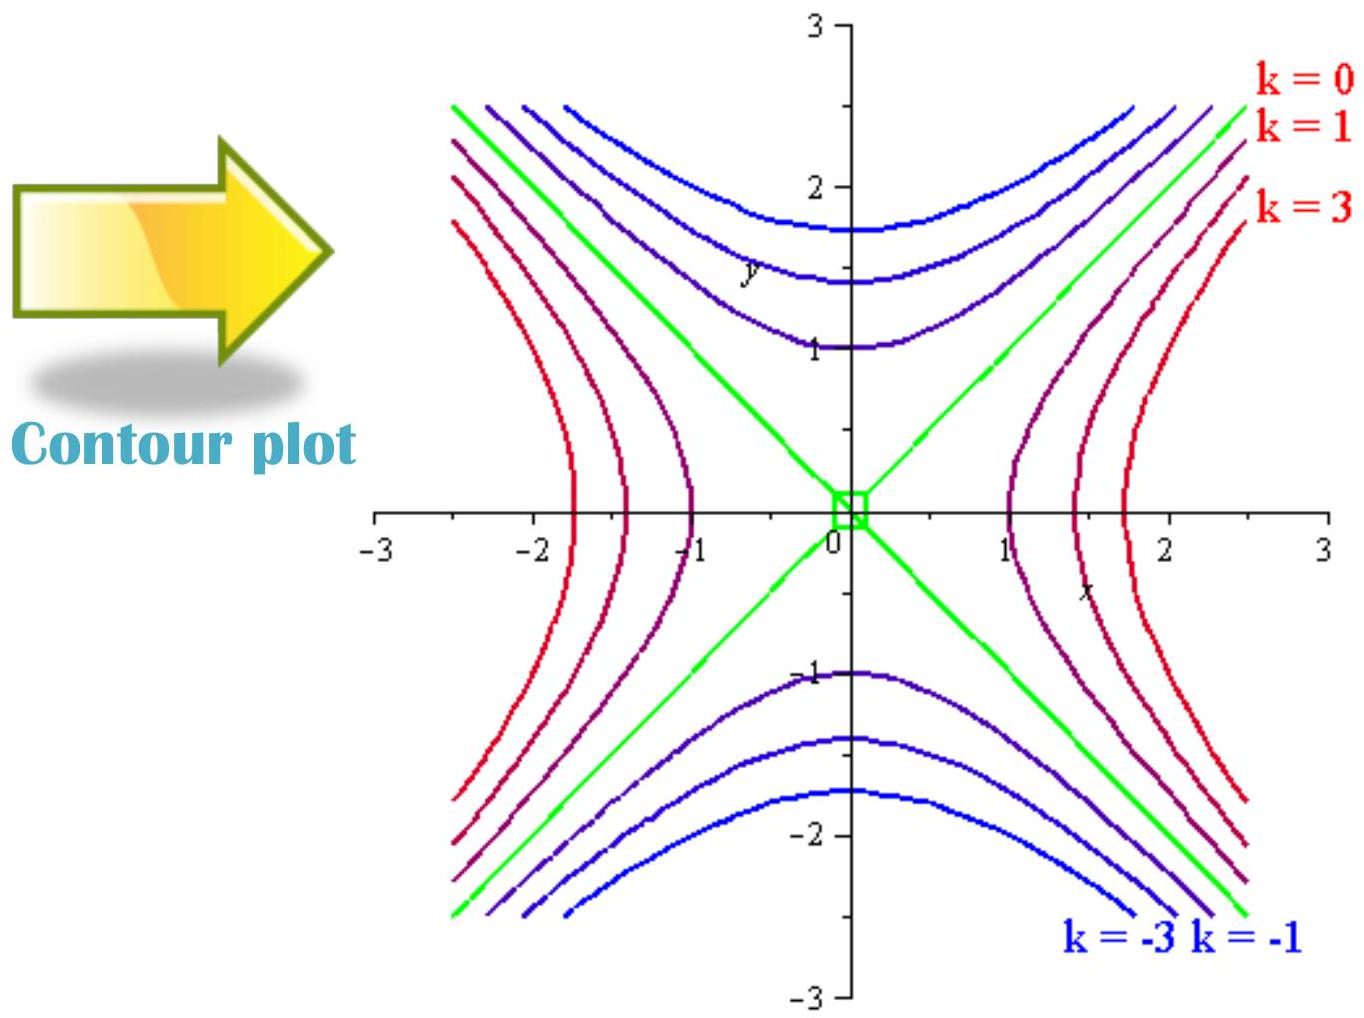 3
k = 0
k = 1
2
k = 3
y
1
Contour plot
-3
-2
-1
0
1
2
3
x
-1
-2
k = -3 k = -1
-3